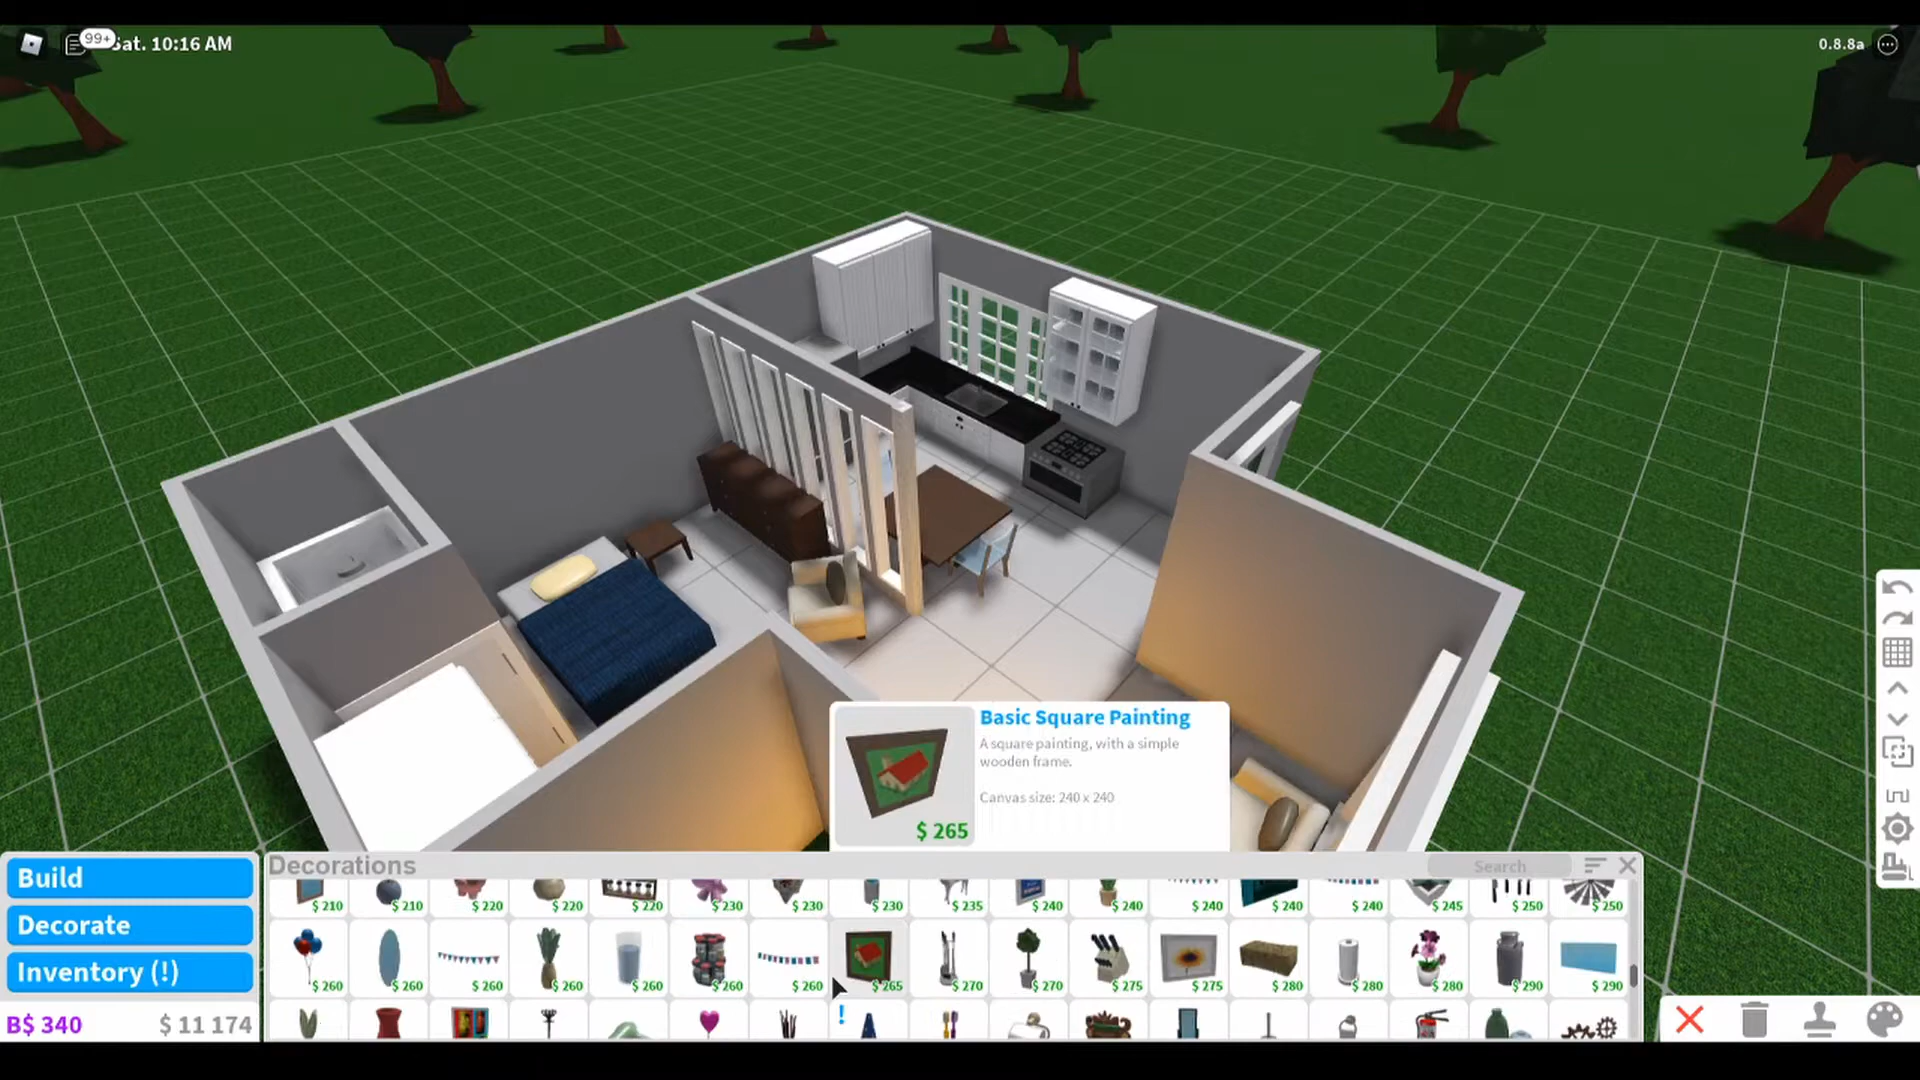 99+
Sat. 10:16 AM
0.8.8a
Basic Square Painting
A square painting, with a simple
wooden frame.
Canvas size: 240 x 240
$ 265
Build
Decorate
Inventory (!)
B$ 340
$ 11 174
Decorations
Search
$ 210
$ 210
$ 220
$ 220
$ 220
$ 230
$ 230
$ 230
$ 235
$ 240
$ 240
$ 240
$ 240
$ 240
$ 245
$ 250
$ 250
$ 260
$ 260
$ 260
$ 260
$ 260
$ 260
$ 260
$ 265
$ 270
$ 270
$ 275
$ 275
$ 280
$ 280
$ 280
$ 290
$ 290
!